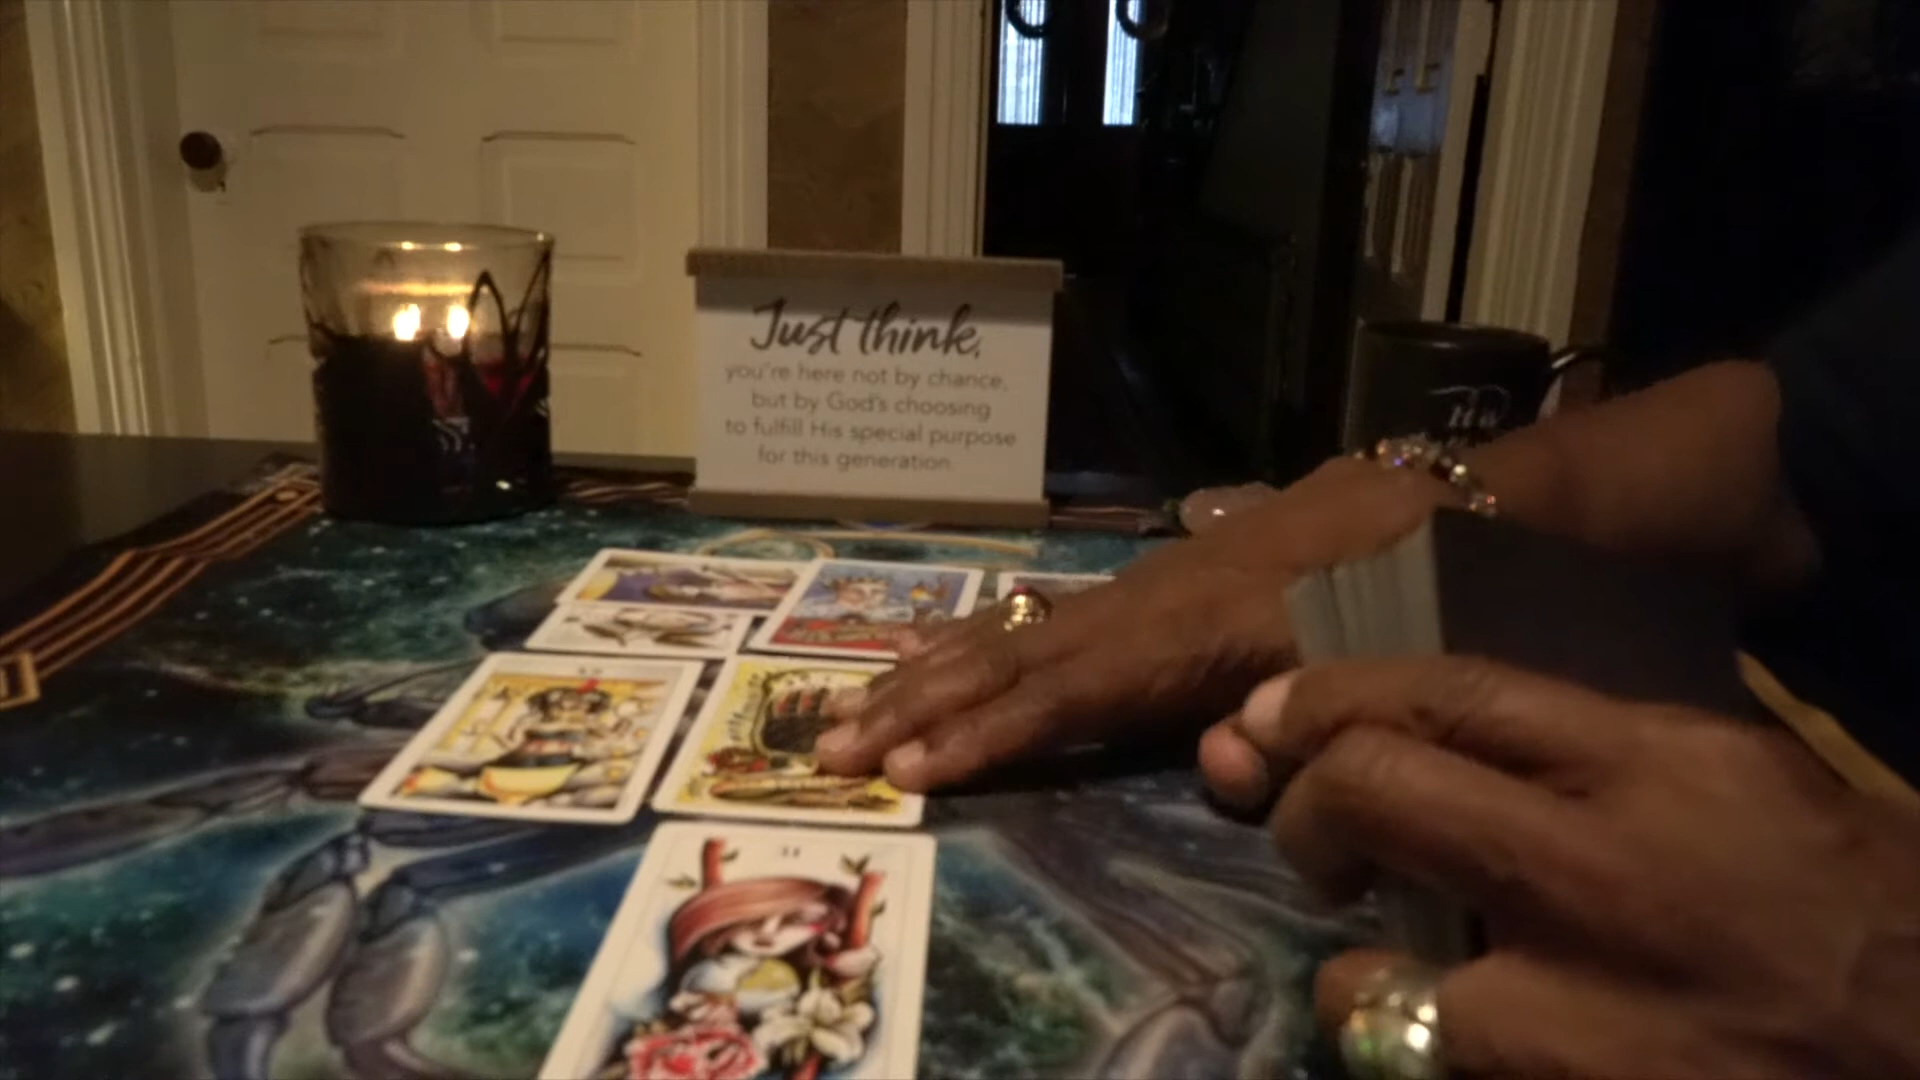 Just think,
you're here not by chance,
but by God's choosing
to fulfill His special purpose
for this generation.
II